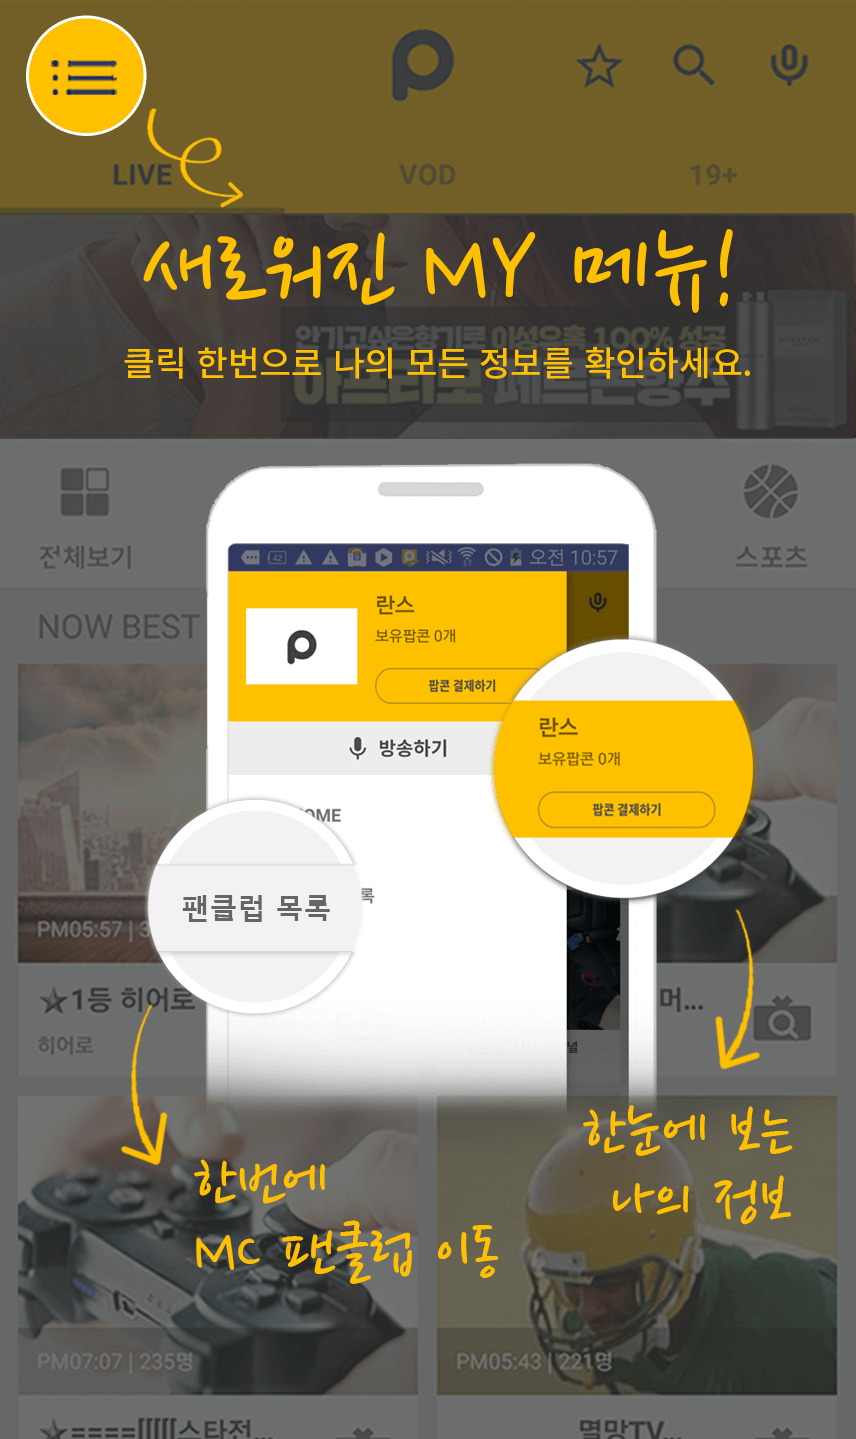 LIVE
VOD
19+
새로워진 MY 메뉴!
안기고싶은향기로 이성유혹 100% 성공
클릭 한번으로 나의 모든 정보를 확인하세요.
전체보기
스포츠
42
오전 10:57
란스
보유팝콘 0개
팝콘 결제하기
NOW BEST
란스
보유팝콘 0개
팝콘 결제하기
방송하기
OME
팬클럽 목록
록
PM05:57 | 3
★1등 히어로
머...
히어로
널
한눈에 보는
나의 정보
한번에
MC 팬클럽 이동
PM07:07 | 235명
PM05:43 | 221명
★====[[[[[스타전...
멸망TV...